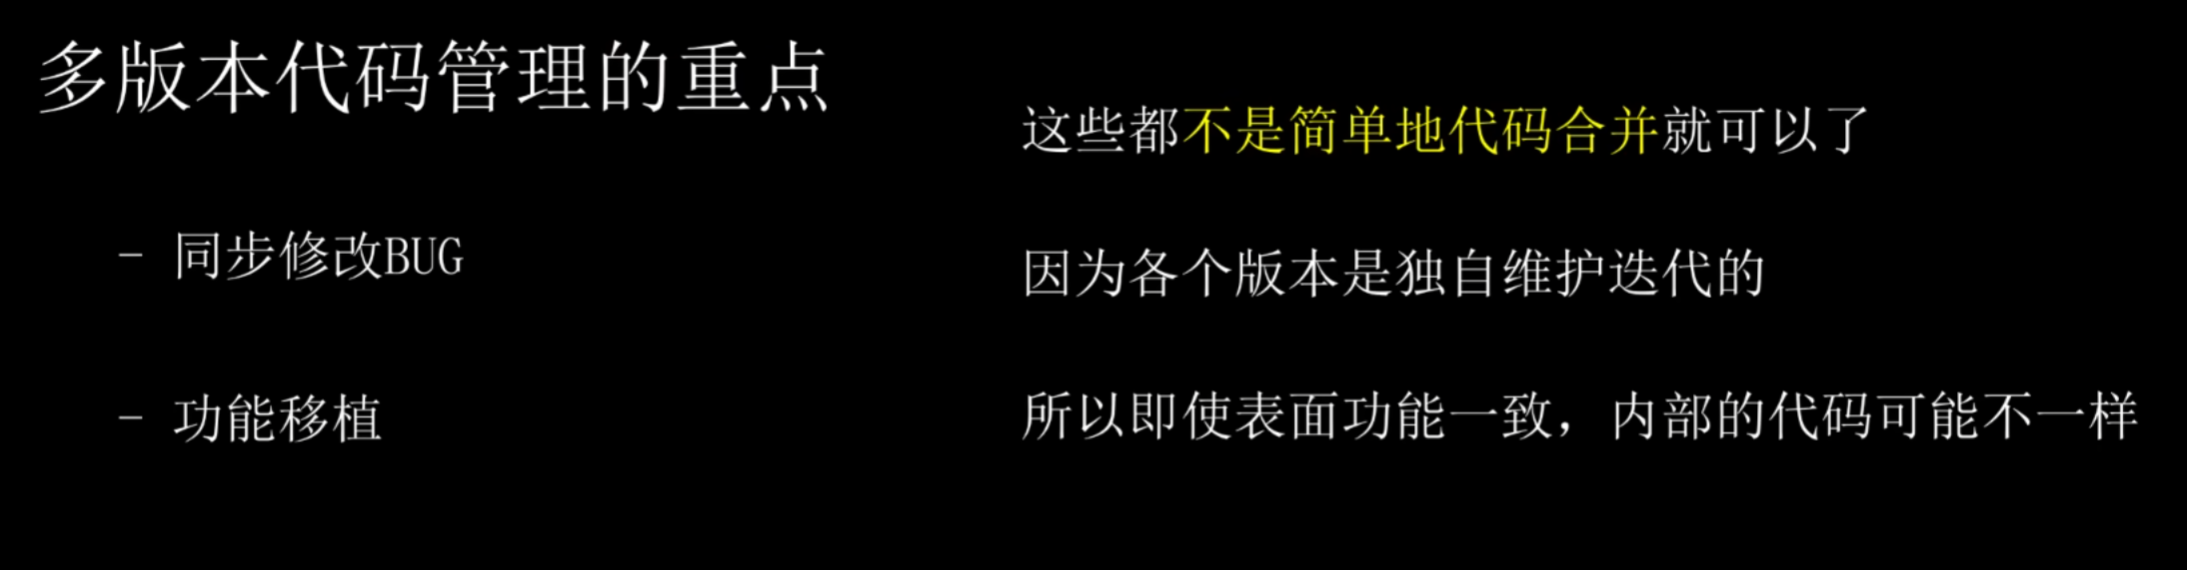 多版本代码管理的重点
- 同步修改BUG
- 功能移植
这些都不是简单地代码合并就可以了
因为各个版本是独自维护迭代的
所以即使表面功能一致，内部的代码可能不一样